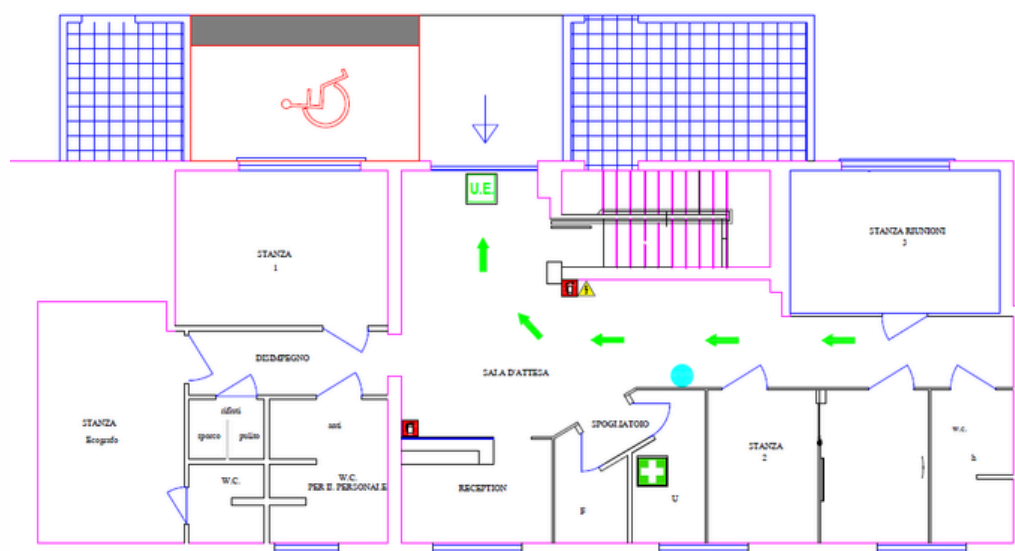 U.E.
STANZA RIUNIONI
3
STANZA
1
DISIMPEGNO
SALA D'ATTESA
STANZA
Ecografo
rifiuti
sporco
pulito
anti
SPOGLIATOIO
STANZA
2
W.C.
h
W.C.
W.C.
PER IL PERSONALE
RECEPTION
U